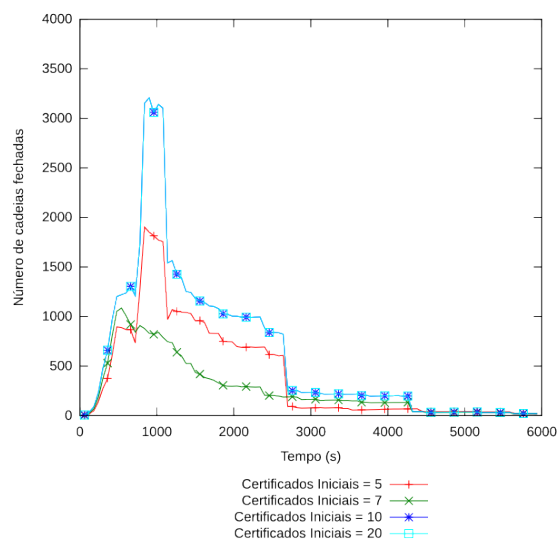 4000
3500
3000
2500
2000
1500
1000
500
0
Número de cadeias fechadas
0 1000 2000 3000 4000 5000 6000
Tempo (s)
Certificados Iniciais = 5
Certificados Iniciais = 7
Certificados Iniciais = 10
Certificados Iniciais = 20